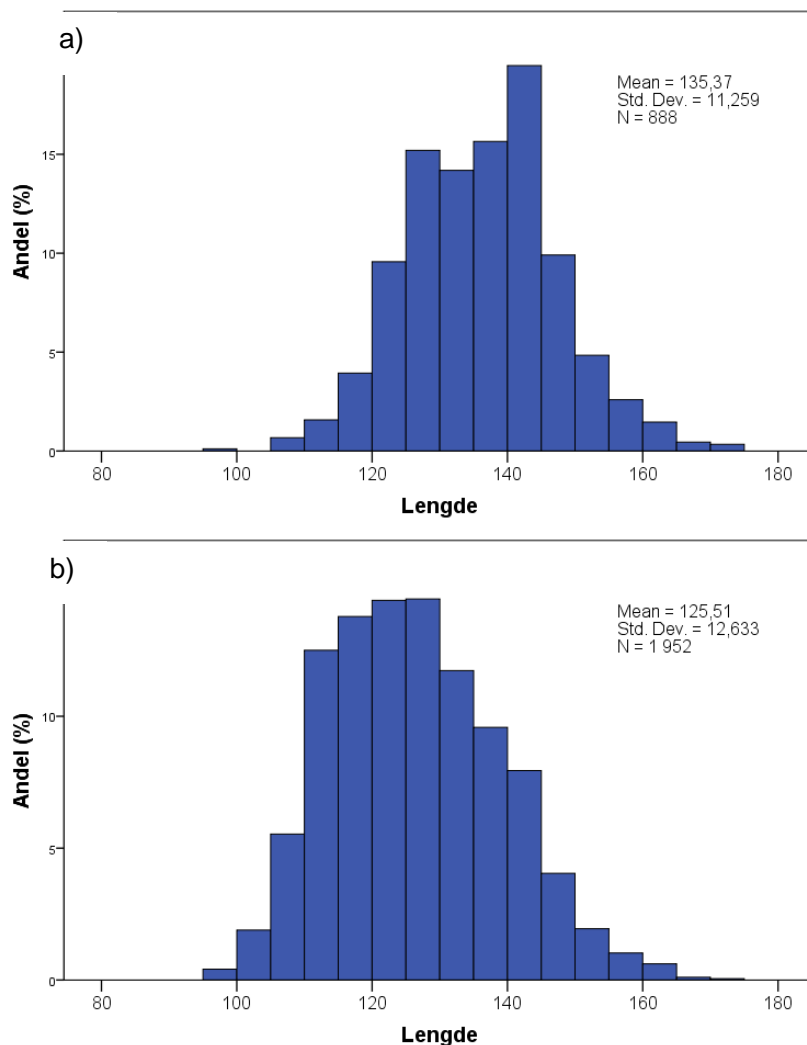 a)
Mean = 135,37
Std. Dev. = 11,259
N = 888
Andel (%)
15
10
5
0
80 100 120 140 160 180
Lengde
b)
Mean = 125,51
Std. Dev. = 12,633
N = 1 952
Andel (%)
10
5
0
80 100 120 140 160 180
Lengde